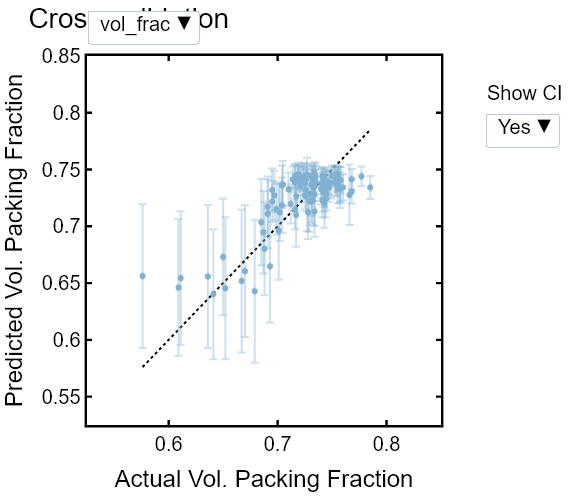 Cros
vol_frac ▼
Show CI
Yes ▼
Predicted Vol. Packing Fraction
0.85
0.8
0.75
0.7
0.65
0.6
0.55
0.6 0.7 0.8
Actual Vol. Packing Fraction